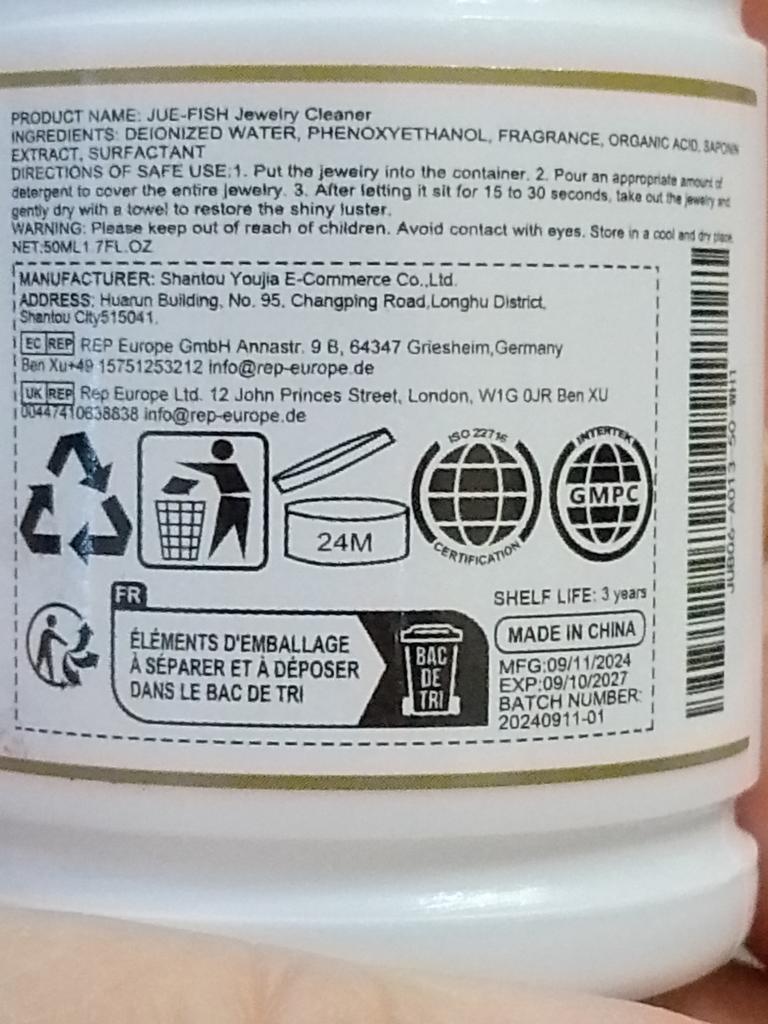 PRODUCT NAME: JUE-FISH Jewelry Cleaner
INGREDIENTS: DEIONIZED WATER, PHENOXYETHANOL, FRAGRANCE, ORGANIC ACID, SAPONIN
EXTRACT, SURFACTANT
DIRECTIONS OF SAFE USE:1. Put the jewelry into the container. 2. Pour an appropriate amount of
detergent to cover the entire jewelry. 3. After letting it sit for 15 to 30 seconds, take out the jewelry and
gently dry with a towel to restore the shiny luster.
WARNING: Please keep out of reach of children. Avoid contact with eyes. Store in a cool and dry place.
NET:50ML1.7FL.OZ
MANUFACTURER: Shantou Youjia E-Commerce Co.,Ltd.
ADDRESS: Huarun Building, No. 95, Changping Road,Longhu District,
Shantou City515041.
EC REP REP Europe GmbH Annastr. 9 B, 64347 Griesheim,Germany
Ben Xu+49 15751253212 info@rep-europe.de
UK REP Rep Europe Ltd. 12 John Princes Street, London, W1G 0JR Ben XU
00447410638838 info@rep-europe.de
24M
ISO 22716
CERTIFICATION
INTERTEK
GMPC
FR
ÉLÉMENTS D'EMBALLAGE
À SÉPARER ET À DÉPOSER
DANS LE BAC DE TRI
BAC
DE
TRI
SHELF LIFE: 3 years
MADE IN CHINA
MFG:09/11/2024
EXP:09/10/2027
BATCH NUMBER:
20240911-01
JUB06-A013-50-WH1